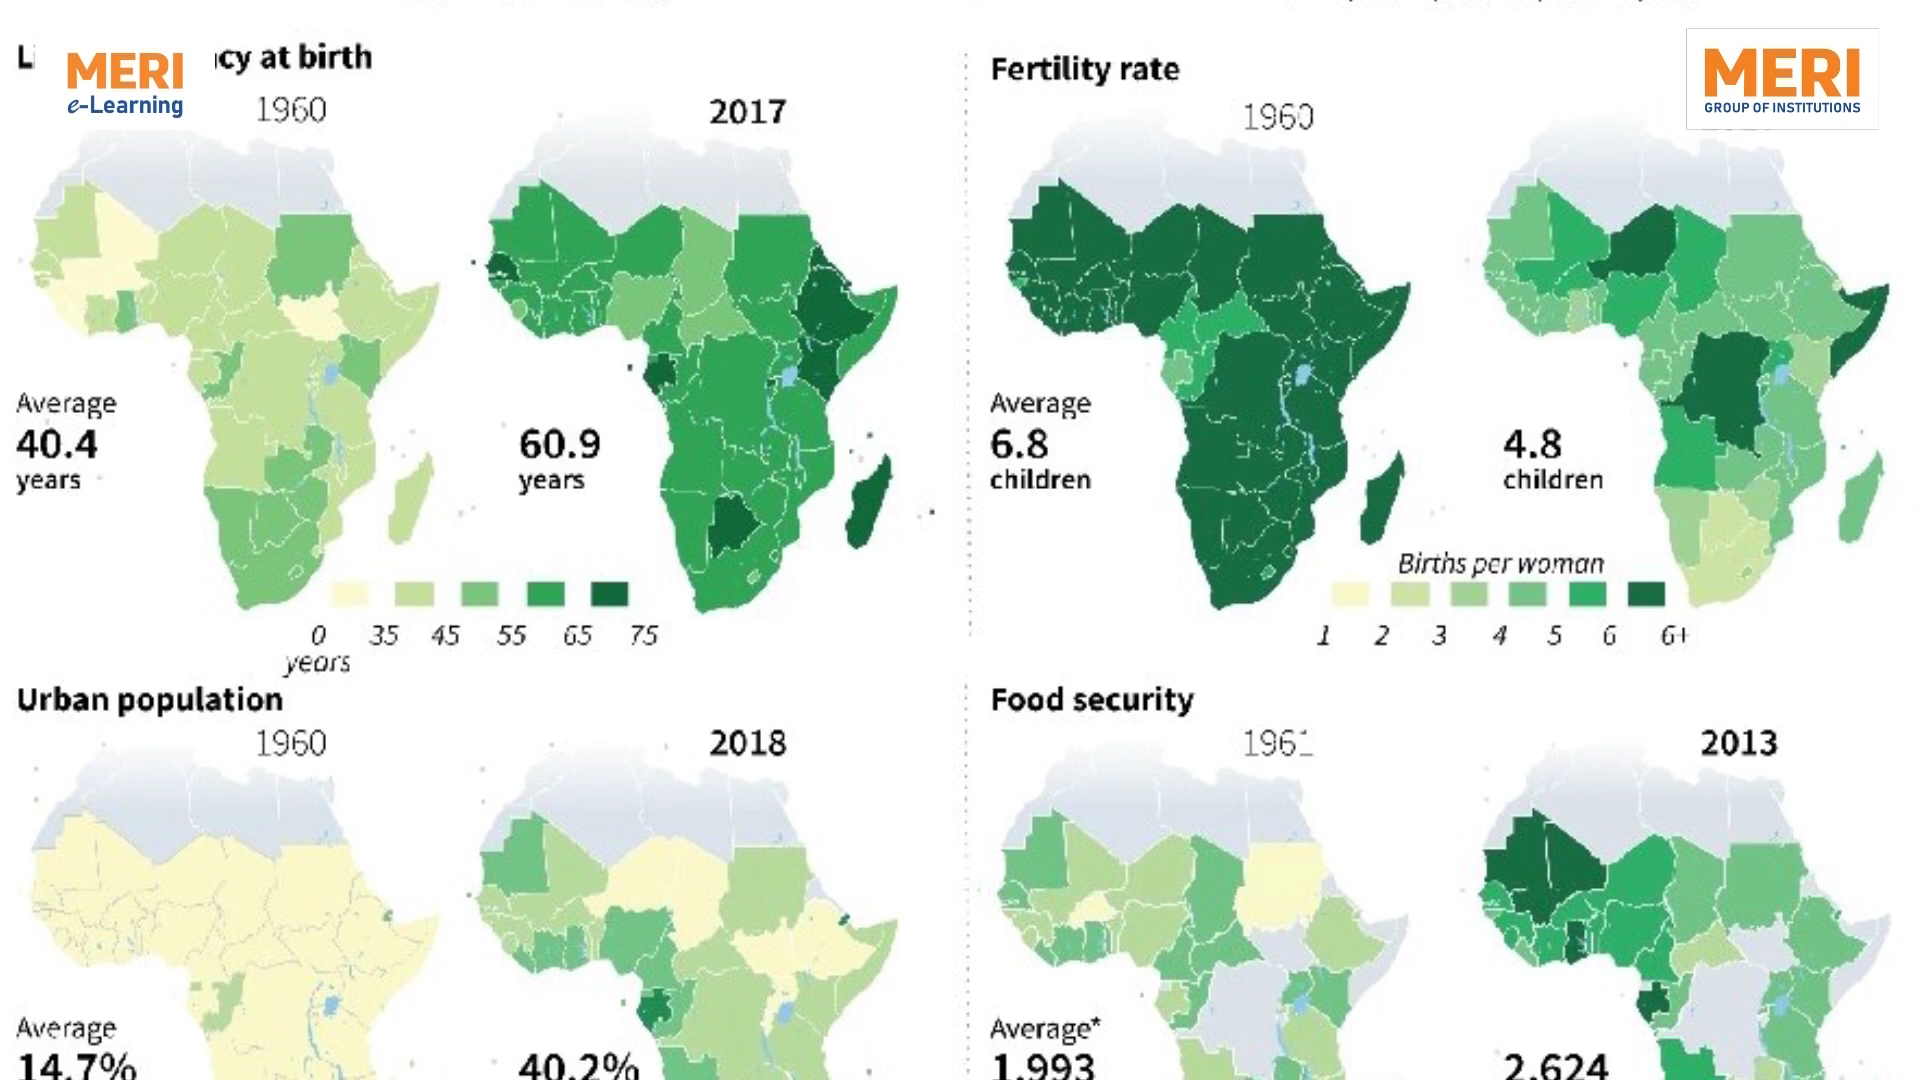 MERI
e-Learning
cy at birth
1960
2017
Average
40.4
years
60.9
years
0 35 45 55 65 75
years
Fertility rate
1960
MERI
GROUP OF INSTITUTIONS
Average
6.8
children
4.8
children
Births per woman
1 2 3 4 5 6 6+
Urban population
1960
2018
Average
14.7%
40.2%
Food security
1961
2013
Average*
1,993
2,624